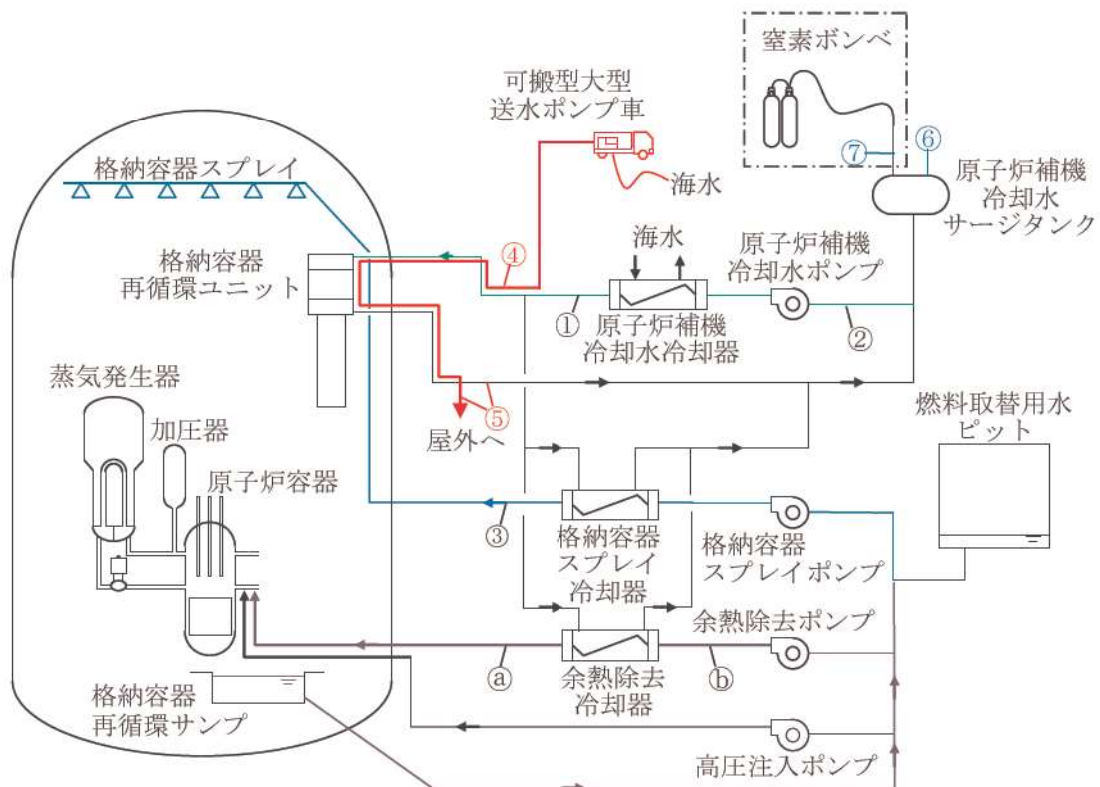 窒素ボンベ
可搬型大型
送水ポンプ車
⑥
⑦
海水
原子炉補機
冷却水
サージタンク
格納容器スプレイ
格納容器
再循環ユニット
④
海水
原子炉補機
冷却水ポンプ
①
原子炉補機
冷却水冷却器
②
⑤
屋外へ
蒸気発生器
加圧器
原子炉容器
燃料取替用水
ピット
③
格納容器
スプレイ
冷却器
格納容器
スプレイポンプ
余熱除去ポンプ
ⓐ
余熱除去
冷却器
ⓑ
格納容器
再循環サンプ
高圧注入ポンプ